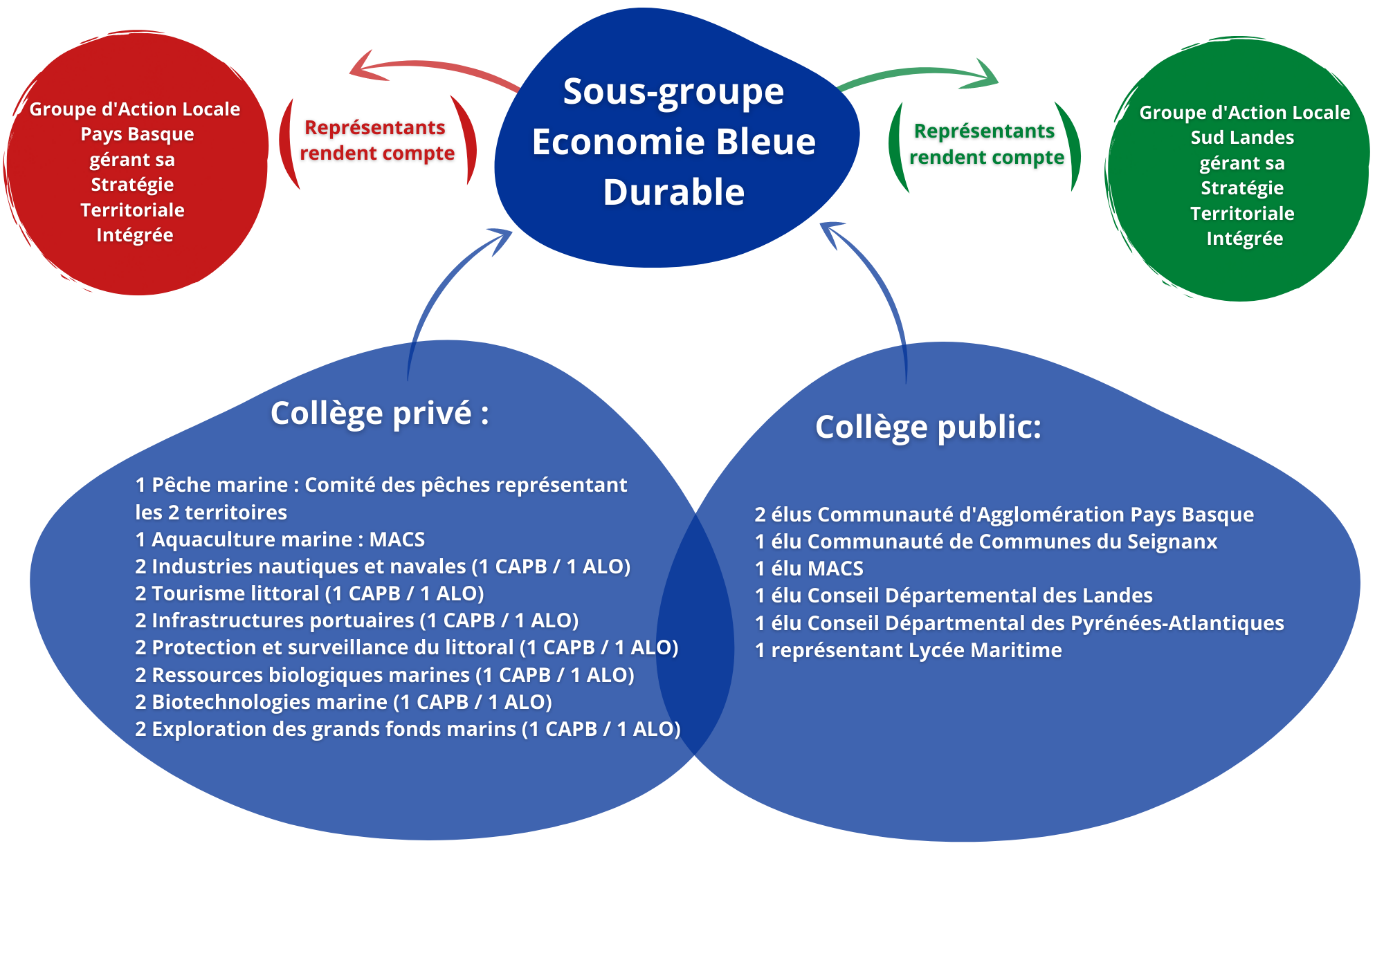 Groupe d'Action Locale
Pays Basque
gérant sa
Stratégie
Territoriale
Intégrée
Représentants
rendent compte
Sous-groupe
Economie Bleue
Durable
Représentants
rendent compte
Groupe d'Action Locale
Sud Landes
gérant sa
Stratégie
Territoriale
Intégrée
Collège privé :
1 Pêche marine : Comité des pêches représentant
les 2 territoires
1 Aquaculture marine : MACS
2 Industries nautiques et navales (1 CAPB / 1 ALO)
2 Tourisme littoral (1 CAPB / 1 ALO)
2 Infrastructures portuaires (1 CAPB / 1 ALO)
2 Protection et surveillance du littoral (1 CAPB / 1 ALO)
2 Ressources biologiques marines (1 CAPB / 1 ALO)
2 Biotechnologies marine (1 CAPB / 1 ALO)
2 Exploration des grands fonds marins (1 CAPB / 1 ALO)
Collège public:
2 élus Communauté d'Agglomération Pays Basque
1 élu Communauté de Communes du Seignanx
1 élu MACS
1 élu Conseil Départemental des Landes
1 élu Conseil Départmental des Pyrénées-Atlantiques
1 représentant Lycée Maritime